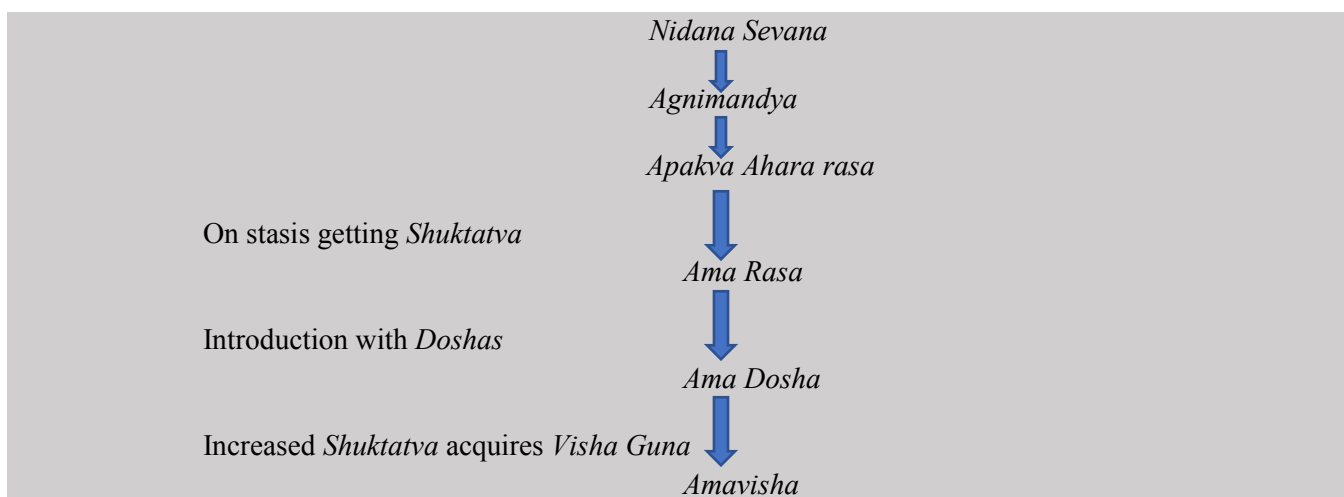 Nidana Sevana
Agnimandya
Apakva Ahara rasa
On stasis getting Shuktatva
Ama Rasa
Introduction with Doshas
Ama Dosha
Increased Shuktatva acquires Visha Guna
Amavisha